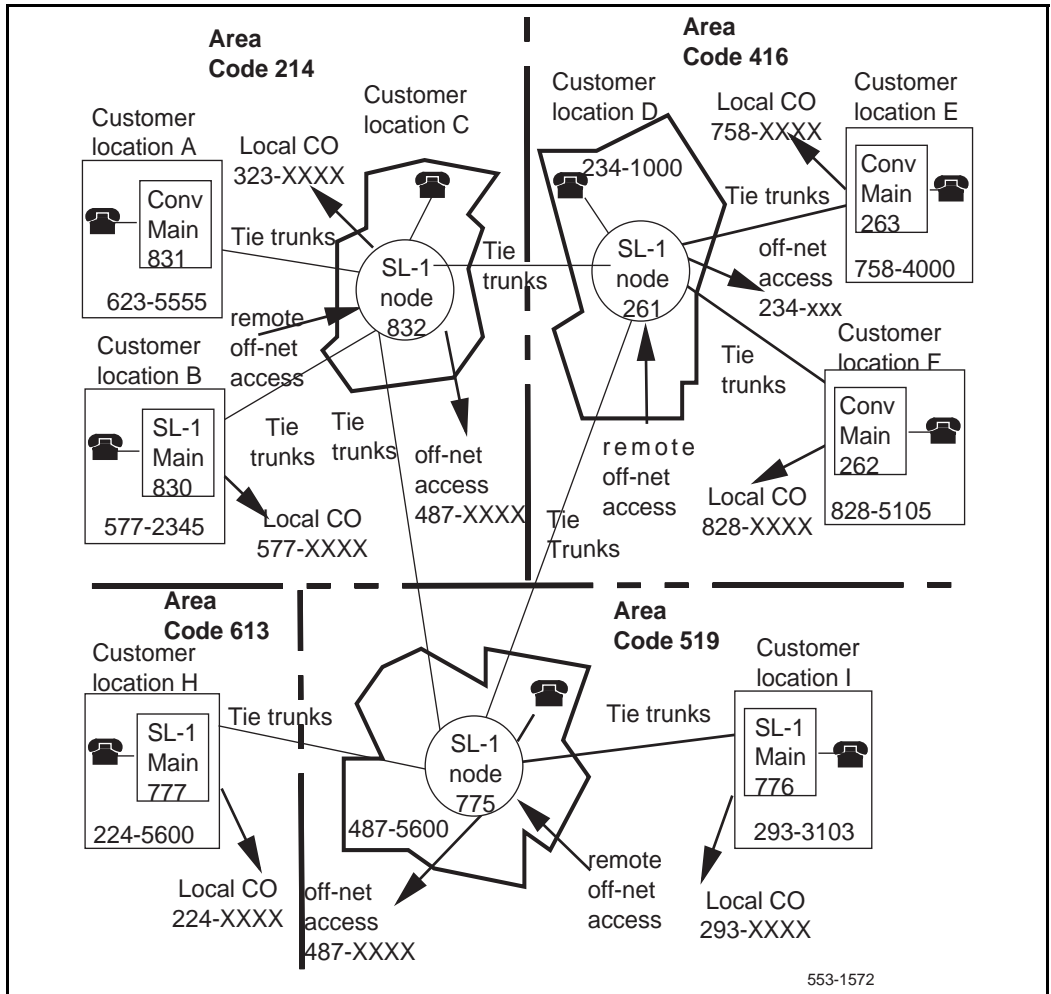 Area
Code 214
Area
Code 416
Customer
location A
Conv
Main
831
623-5555
Local CO
323-XXXX
Customer
location C
Tie trunks
SL-1
node
832
Tie
trunks
remote
off-net
access
Customer
location B
SL-1
Main
830
577-2345
Tie
trunks
Tie
trunks
Local CO
577-XXXX
off-net
access
487-XXXX
Customer
location D
234-1000
SL-1
node
261
Local CO
758-XXXX
Customer
location E
Conv
Main
263
758-4000
Tie trunks
off-net
access
234-xxx
Tie
trunks
Customer
location F
Conv
Main
262
828-5105
remote
off-net
access
Local CO
828-XXXX
Tie
Trunks
Area
Code 613
Area
Code 519
Customer
location H
SL-1
Main
777
224-5600
Tie trunks
Local CO
224-XXXX
SL-1
node
775
487-5600
off-net
access
487-XXXX
remote
off-net
access
Tie trunks
Customer
location I
SL-1
Main
776
293-3103
Local CO
293-XXXX
553-1572